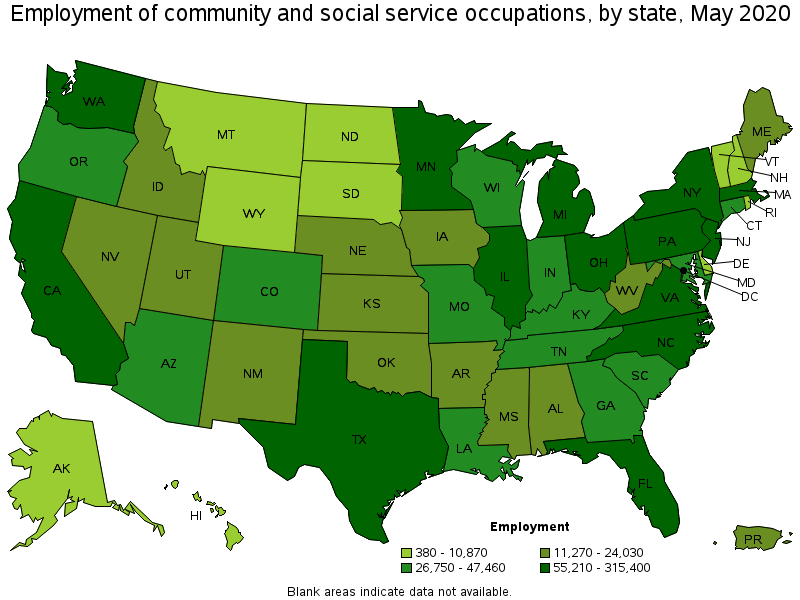 Employment of community and social service occupations, by state, May 2020
WA
MT
ND
ME
OR
MN
VT
ID
SD
WI
NH
WY
MI
NY
MA
RI
CT
NV
NE
IA
PA
NJ
UT
CO
IL
IN
OH
DE
CA
MD
WV
VA
DC
KS
MO
KY
AZ
NM
OK
TN
NC
AR
SC
MS
AL
GA
TX
LA
AK
FL
HI
PR
Employment
380 - 10,870 11,270 - 24,030
26,750 - 47,460 55,210 - 315,400
Blank areas indicate data not available.